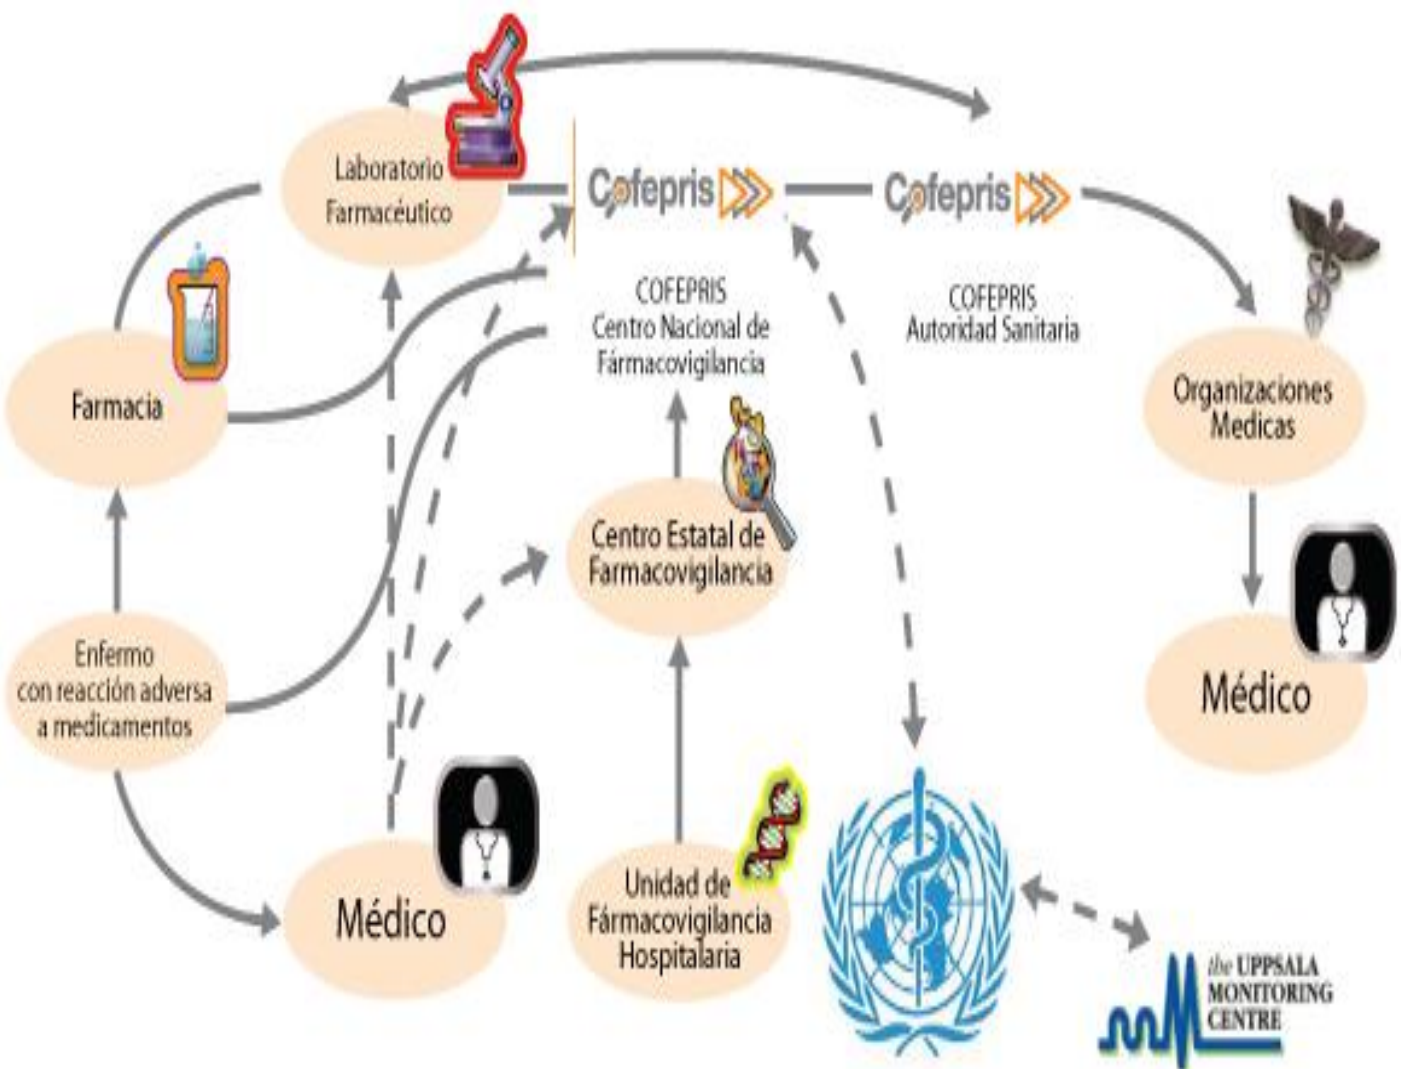 Laboratorio
Farmacéutico
Cofepris
Cofepris
COFEPRIS
Centro Nacional de
Fármacovigilancia
COFEPRIS
Autoridad Sanitaria
Farmacia
Organizaciones
Medicas
Centro Estatal de
Farmacovigilancia
Enfermo
con reacción adversa
a medicamentos
Médico
Médico
Unidad de
Fármacovigilancia
Hospitalaria
the UPPSALA
MONITORING
CENTRE